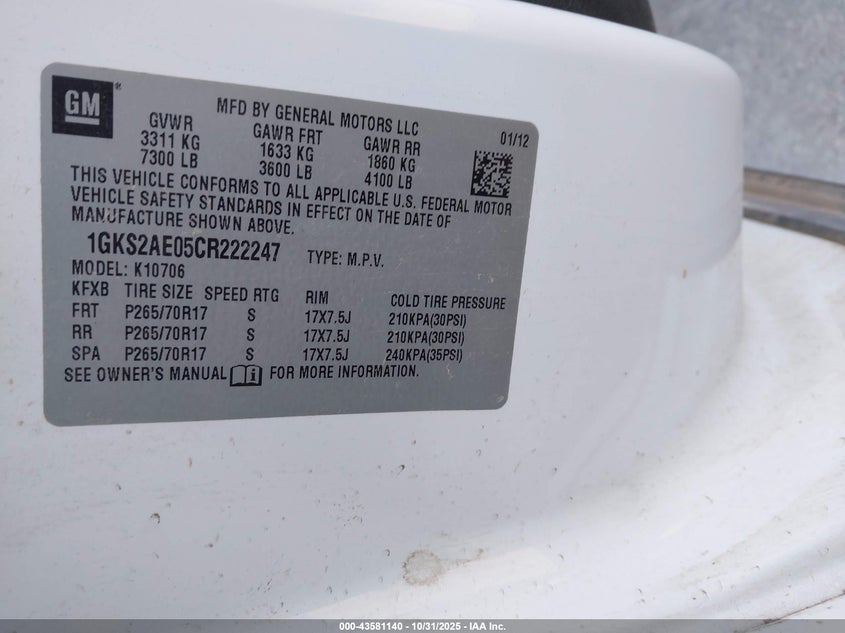 GM®
MFD BY GENERAL MOTORS LLC
GVWR GAWR FRT GAWR RR 01/12
3311 KG 1633 KG 1860 KG
7300 LB 3600 LB 4100 LB
THIS VEHICLE CONFORMS TO ALL APPLICABLE U.S. FEDERAL MOTOR
VEHICLE SAFETY STANDARDS IN EFFECT ON THE DATE OF
MANUFACTURE SHOWN ABOVE.
1GKS2AE05CR222247 TYPE: M.P.V.
MODEL: K10706
KFXB TIRE SIZE SPEED RTG RIM COLD TIRE PRESSURE
FRT P265/70R17 S 17X7.5J 210KPA(30PSI)
RR P265/70R17 S 17X7.5J 210KPA(30PSI)
SPA P265/70R17 S 17X7.5J 240KPA(35PSI)
SEE OWNER'S MANUAL FOR MORE INFORMATION.
000-43581140 - 10/31/2025 - IAA Inc.